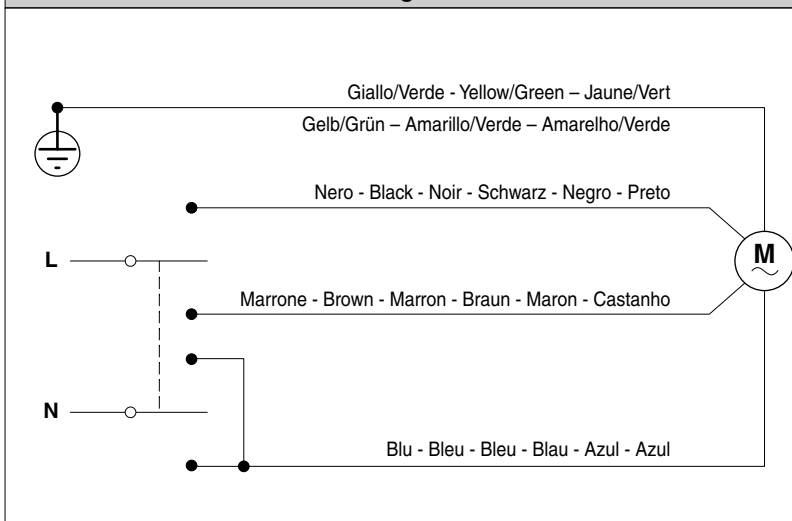 Giallo/Verde - Yellow/Green – Jaune/Vert
Gelb/Grün – Amarillo/Verde – Amarelho/Verde
Nero - Black - Noir - Schwarz - Negro - Preto
L
M
Marrone - Brown - Marron - Braun - Maron - Castanho
N
Blu - Bleu - Bleu - Blau - Azul - Azul